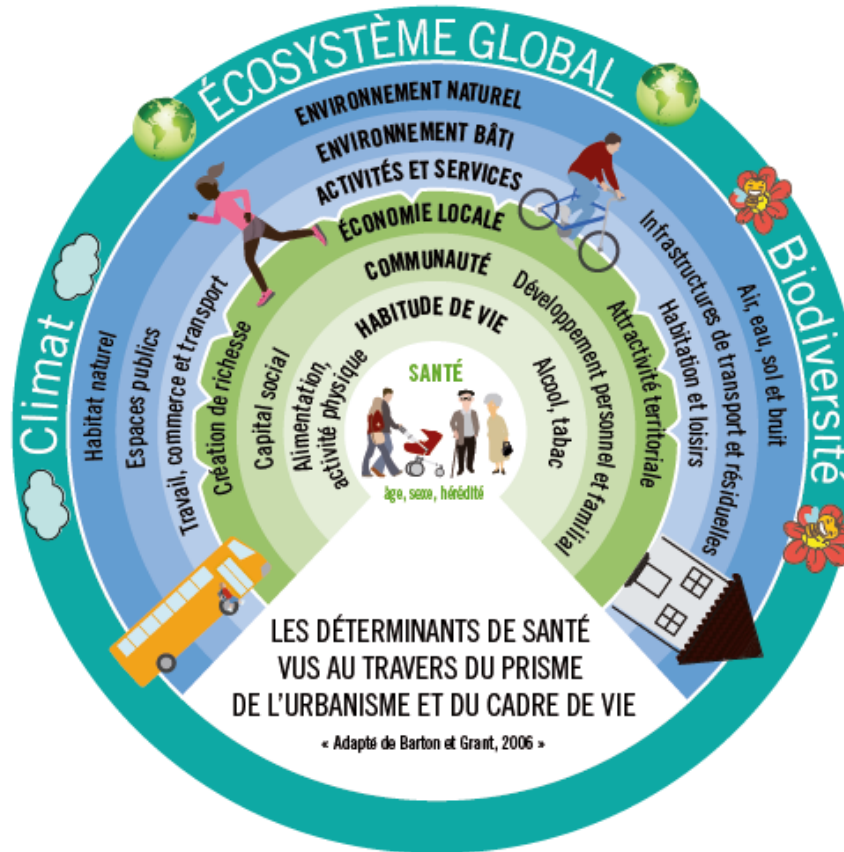 ÉCOSYSTÈME GLOBAL
Climat
Biodiversité
ENVIRONNEMENT NATUREL
Habitat naturel
Air, eau, sol et bruit
ENVIRONNEMENT BÂTI
Espaces publics
Infrastructures de transport et résiduelles
ACTIVITÉS ET SERVICES
Travail, commerce et transport
Habitation et loisirs
ÉCONOMIE LOCALE
Création de richesse
Attractivité territoriale
COMMUNAUTÉ
Capital social
Développement personnel et familial
HABITUDE DE VIE
Alimentation,
activité physique
Alcool, tabac
SANTÉ
âge, sexe, hérédité
LES DÉTERMINANTS DE SANTÉ
VUS AU TRAVERS DU PRISME
DE L'URBANISME ET DU CADRE DE VIE
« Adapté de Barton et Grant, 2006 »